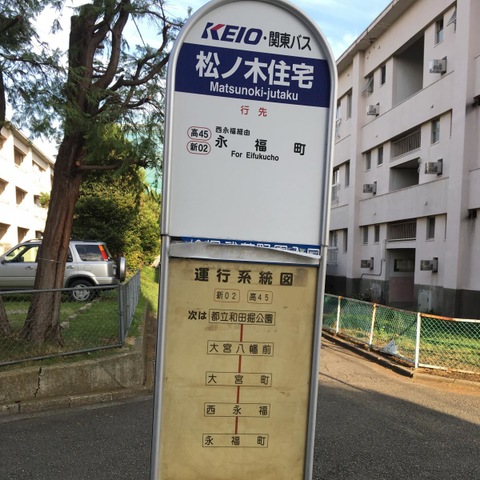 KEIO・関東バス
松ノ木住宅
Matsunoki-jutaku
行先
高45
新02
西永福経由
永福町
For Eifukucho
運行系統図
新02 高45
次は 都立和田堀公園
大宮八幡前
大宮町
西永福
永福町